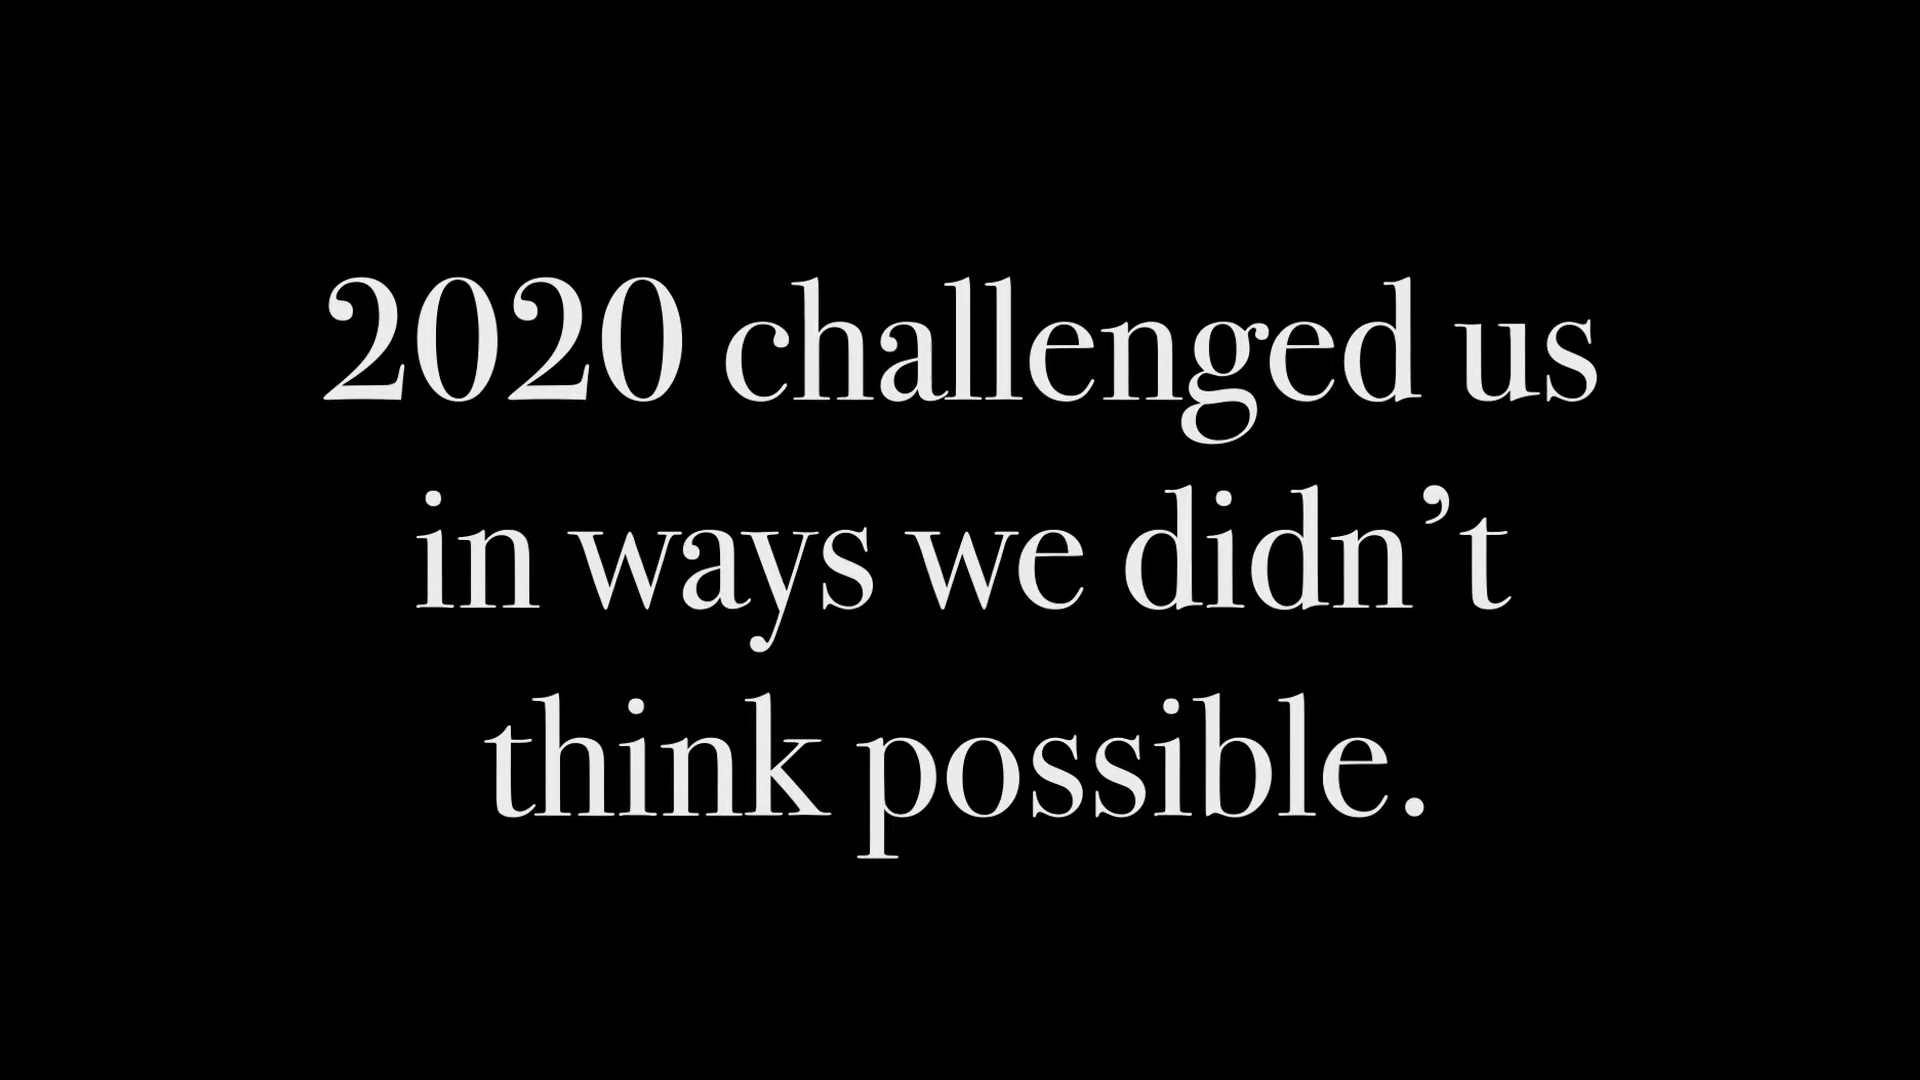 2020 challenged us
in ways we didn’t
think possible.